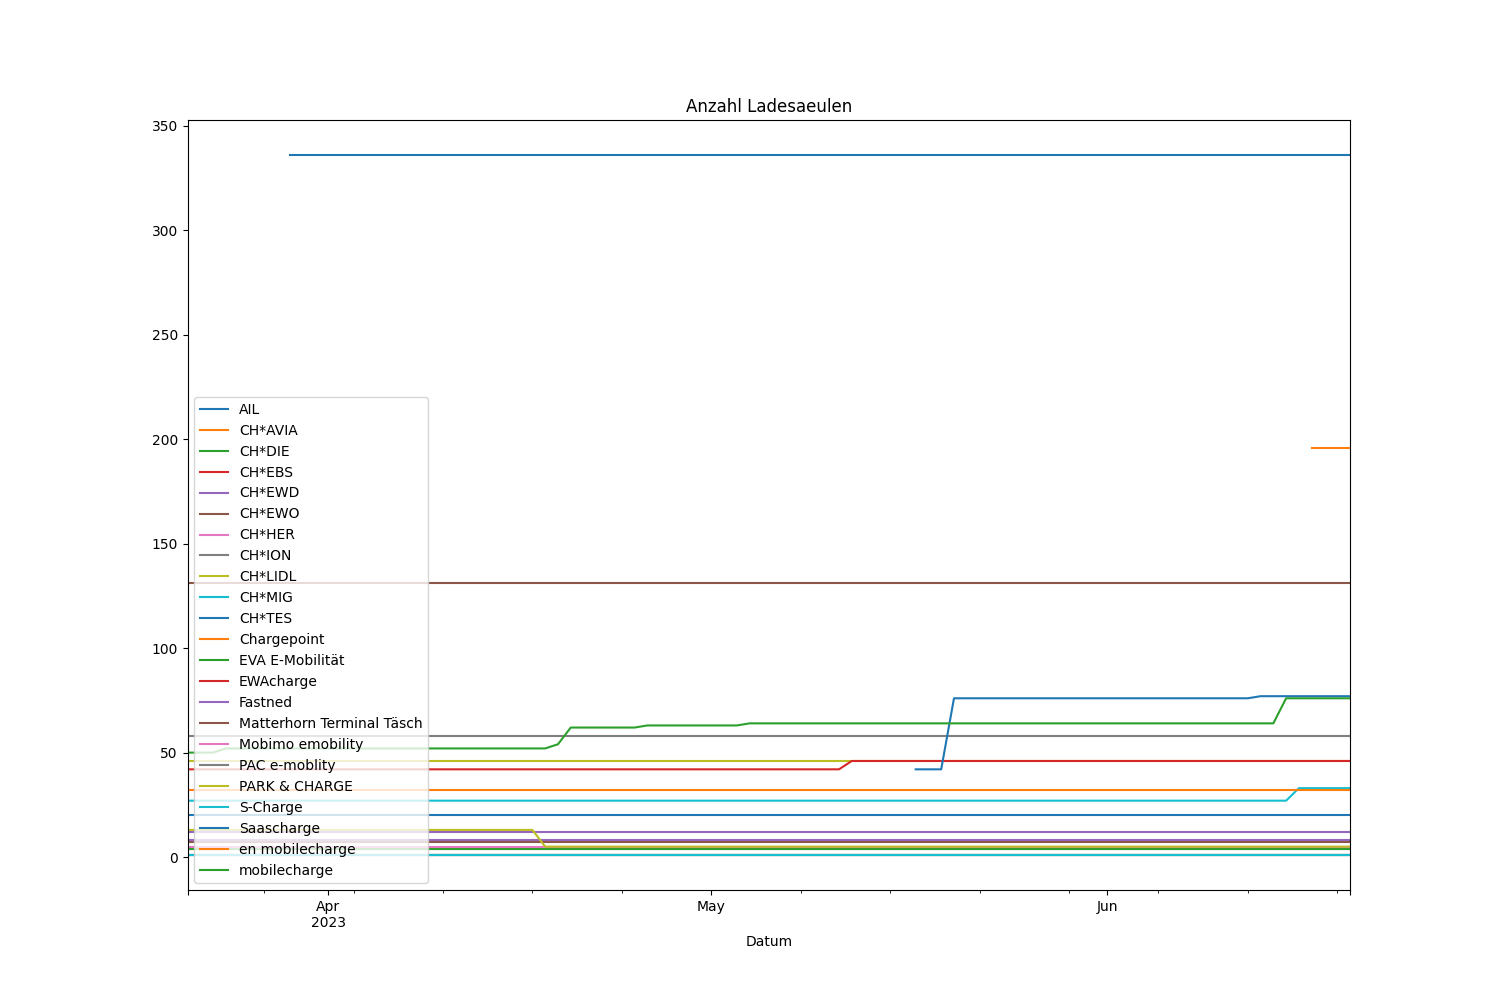 Anzahl Ladesaeulen
350
300
250
200
150
100
50
0
AIL
CH*AVIA
CH*DIE
CH*EBS
CH*EWD
CH*EWO
CH*HER
CH*ION
CH*LIDL
CH*MIG
CH*TES
Chargepoint
EVA E-Mobilität
EWAcharge
Fastned
Matterhorn Terminal Täsch
Mobimo emobility
PAC e-moblity
PARK & CHARGE
S-Charge
Saascharge
en mobilecharge
mobilecharge
Apr May Jun
2023
Datum